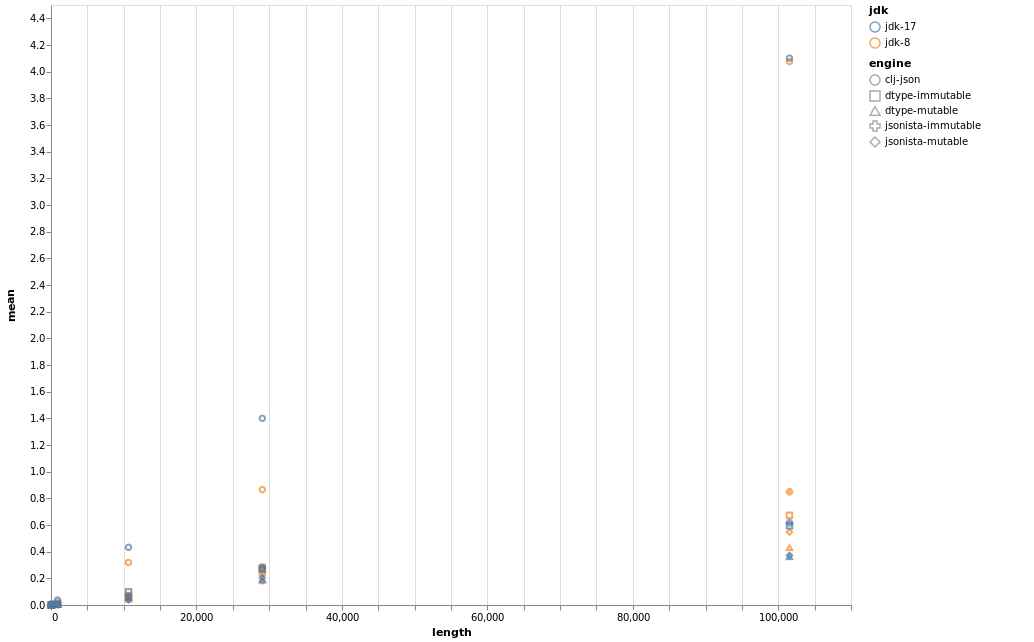 4.4
4.2
4.0
3.8
3.6
3.4
3.2
3.0
2.8
2.6
2.4
2.2
2.0
1.8
1.6
1.4
1.2
1.0
0.8
0.6
0.4
0.2
0.0
mean
0
20,000
40,000
60,000
80,000
100,000
length
jdk
jdk-17
jdk-8
engine
clj-json
dtype-immutable
dtype-mutable
jsonista-immutable
jsonista-mutable